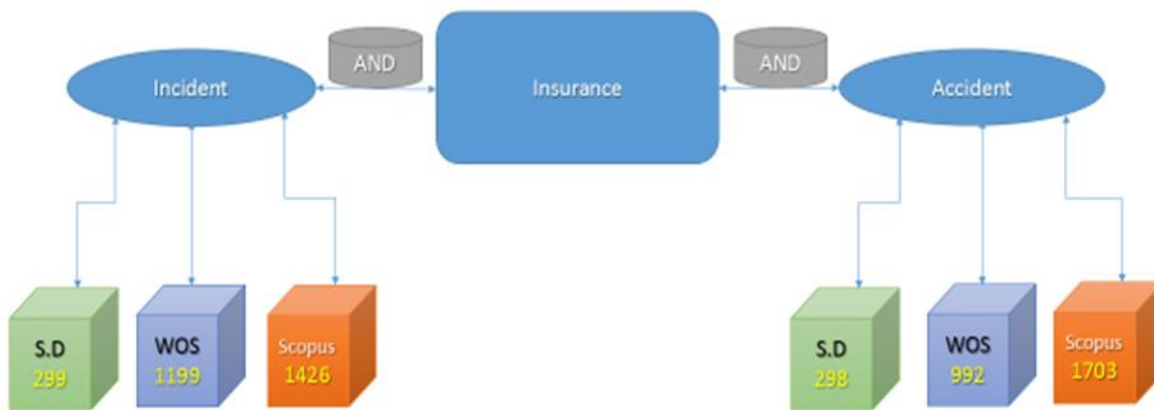 AND
AND
Incident
Insurance
Accident
S.D
299
WOS
1199
Scopus
1426
S.D
298
WOS
992
Scopus
1703